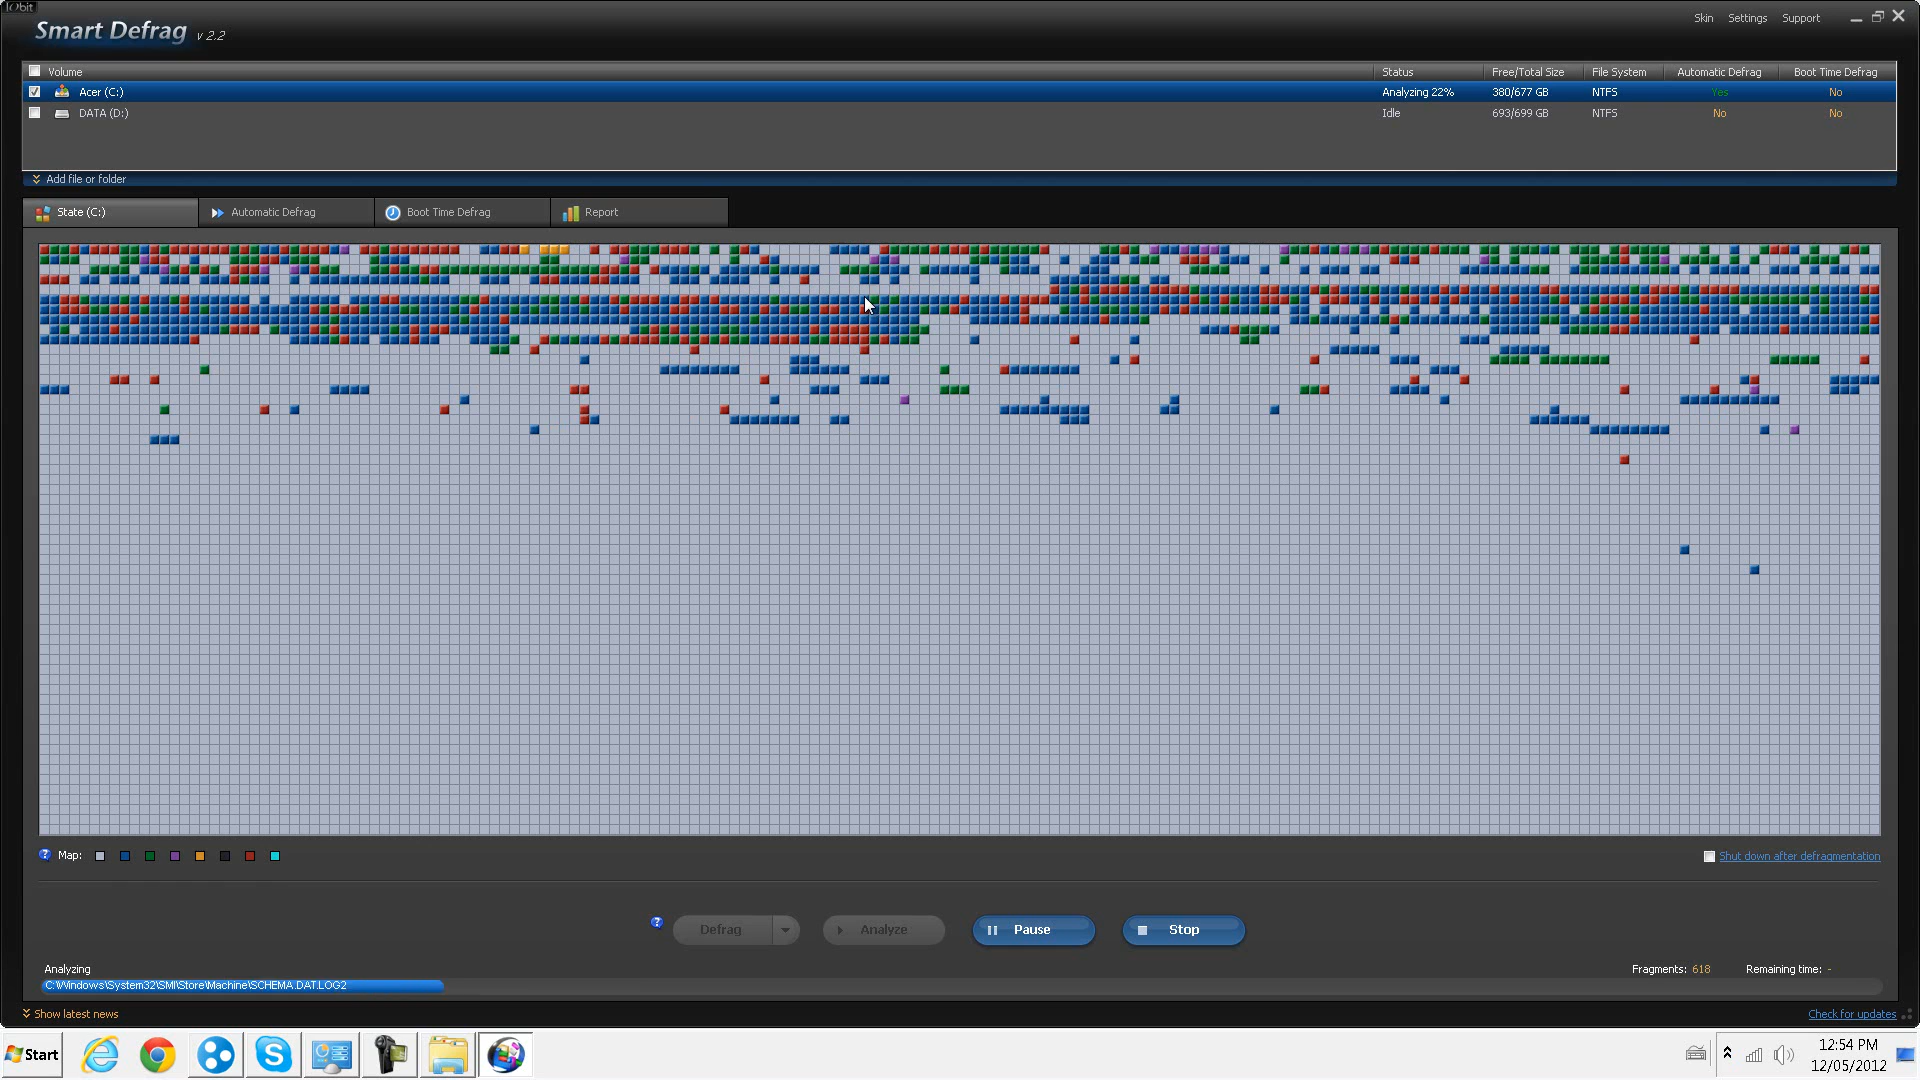 IObit
Smart Defrag v 2.2
Skin Settings Support
Volume Status Free/Total Size File System Automatic Defrag Boot Time Defrag
Acer (C:) Analyzing 22% 380/677 GB NTFS Yes No
DATA (D:) Idle 693/699 GB NTFS No No
Add file or folder
State (C:) Automatic Defrag Boot Time Defrag Report
Map: Shut down after defragmentation
Defrag Analyze Pause Stop
Analyzing Fragments: 618 Remaining time: -
C:\Windows\System32\SMI\Store\Machine\SCHEMA.DAT.LOG2
Show latest news Check for updates
Start 12:54 PM
12/05/2012